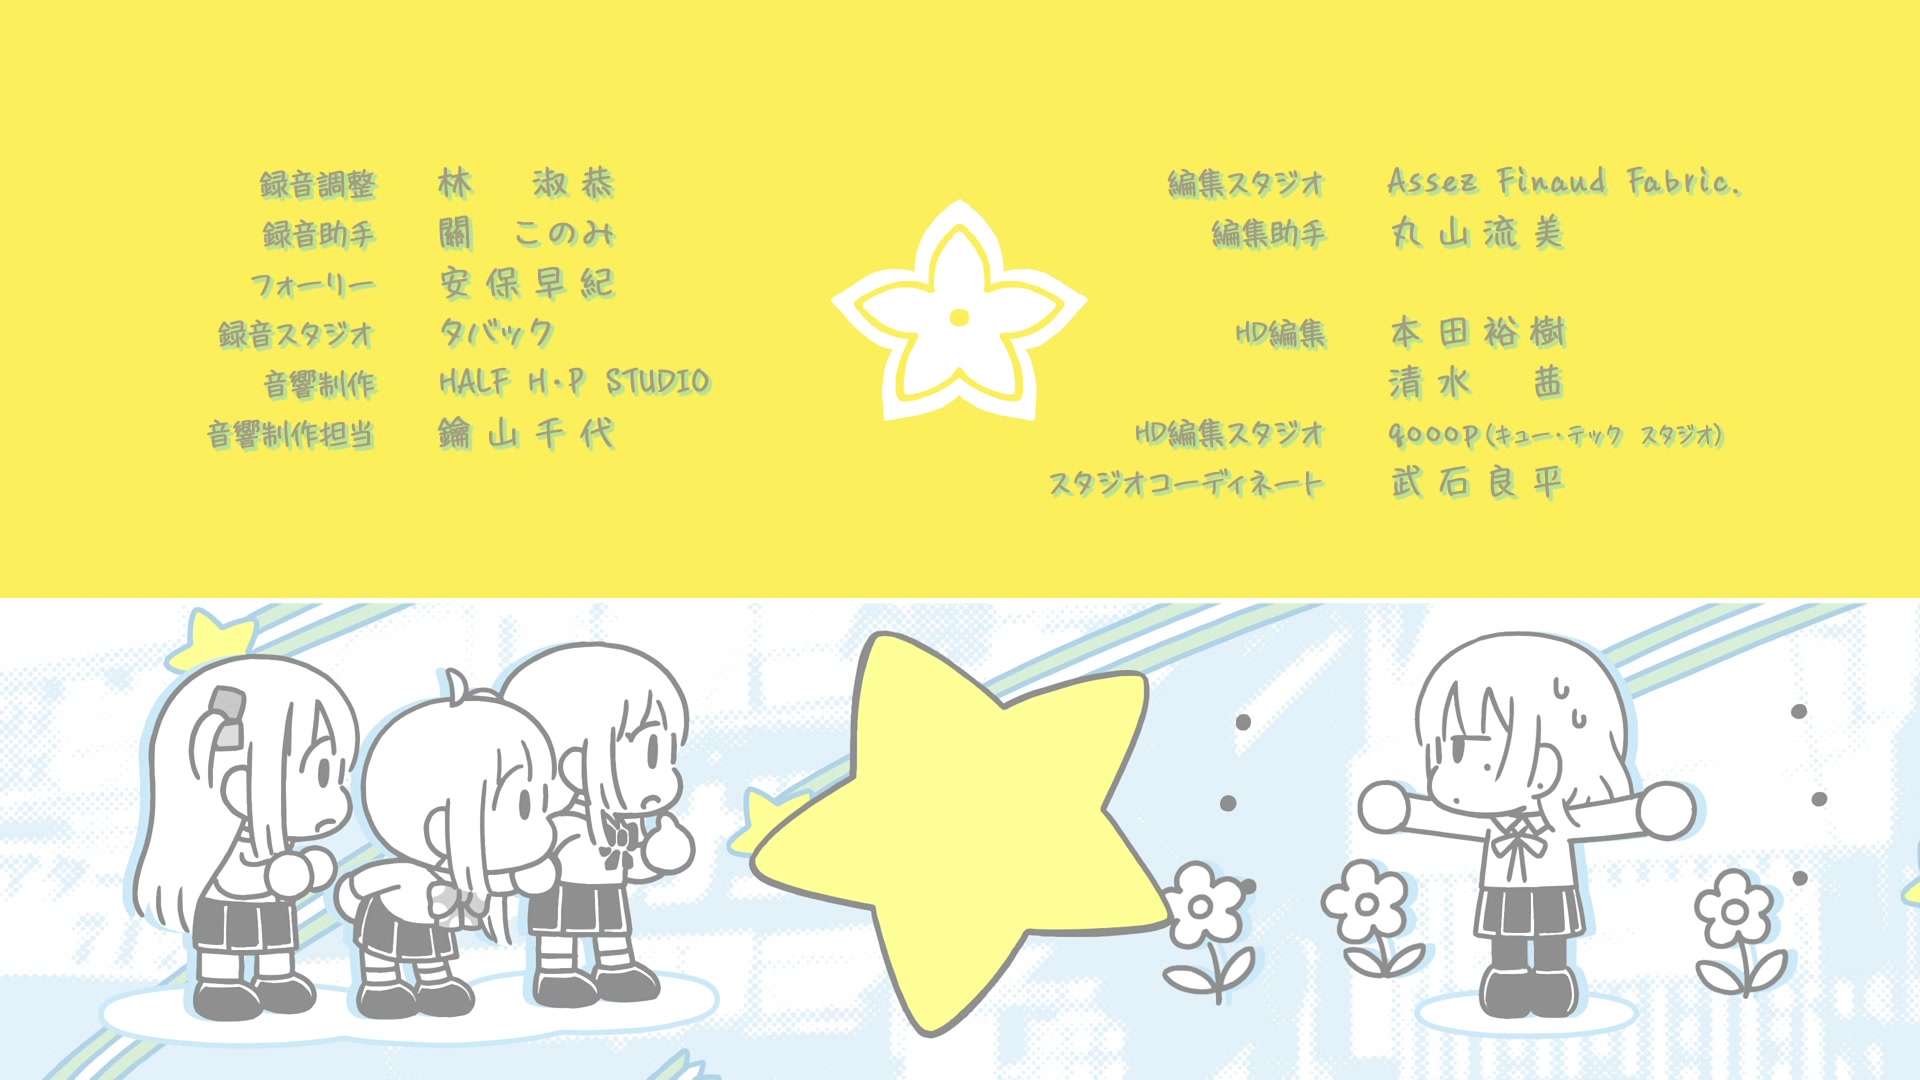 録音調整 林 淑恭
録音助手 關 このみ
フォーリー 安保早紀
録音スタジオ タバック
音響制作 HALF H・P STUDIO
音響制作担当 鑰山千代
編集スタジオ Assez Finaud Fabric.
編集助手 丸山流美
HD編集 本田裕樹
清水 茜
HD編集スタジオ qooop(キュー・テック スタジオ)
スタジオコーディネート 武石良平